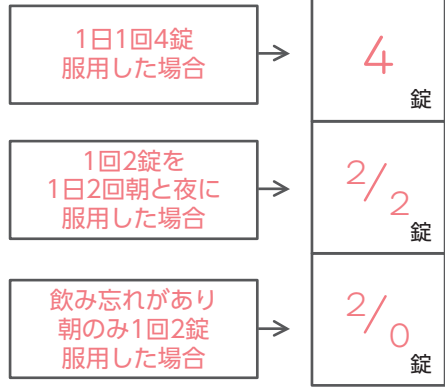 1日1回4錠
服用した場合
4
錠
1回2錠を
1日2回朝と夜に
服用した場合
2/2
錠
飲み忘れがあり
朝のみ1回2錠
服用した場合
2/0
錠